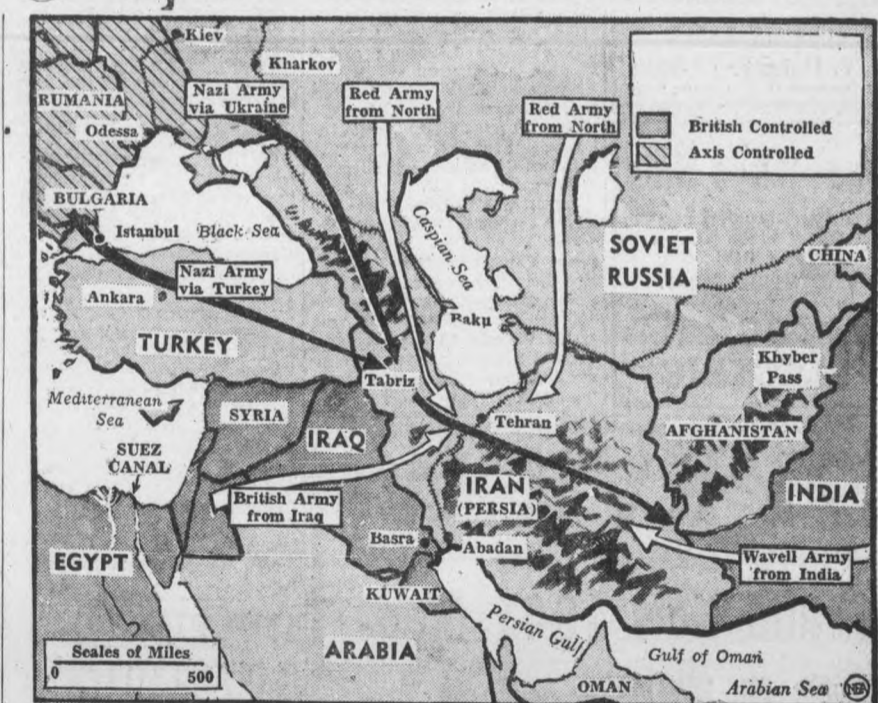 Kiev
Kharkov
Nazi Army
via Ukraine
Red Army
from North
Red Army
from North
British Controlled
Axis Controlled
RUMANIA
Odessa
BULGARIA
Istanbul
Black Sea
Caspian Sea
SOVIET
RUSSIA
CHINA
Nazi Army
via Turkey
Ankara
Baku
TURKEY
Tabriz
Khyber
Pass
Mediterranean
Sea
SYRIA
Tehran
AFGHANISTAN
SUEZ
CANAL
IRAQ
IRAN
(PERSIA)
INDIA
British Army
from Iraq
Basra
Abadan
Wavell Army
from India
EGYPT
KUWAIT
Persian Gulf
ARABIA
Gulf of Oman
Scales of Miles
0 500
OMAN
Arabian Sea
NEA